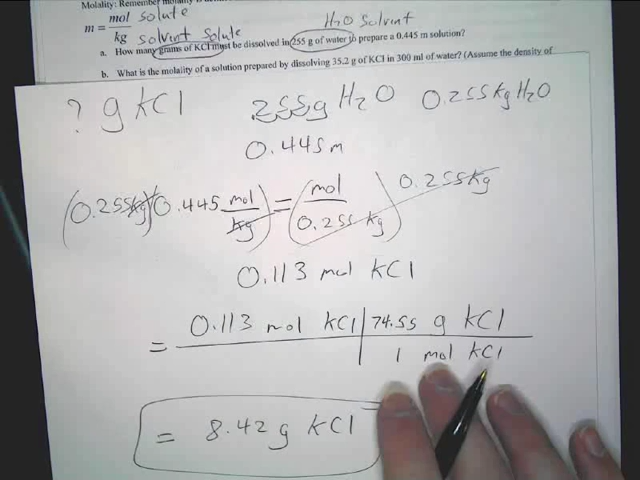 Molality: Remember molality is
m = mol solute / kg solvent Solute H2O Solvent
a. How many grams of KCl must be dissolved in 255 g of water to prepare a 0.445 m solution?
b. What is the molality of a solution prepared by dissolving 35.2 g of KCl in 300 ml of water? (Assume the density of
? g KCl 255g H2O 0.255 Kg H2O
0.445 m
(0.255 kg)(0.445 mol/kg) = (mol/0.255 kg) 0.255 kg
0.113 mol KCl
= 0.113 mol KCl | 74.55 g KCl
1 mol KCl
= 8.42 g KCl